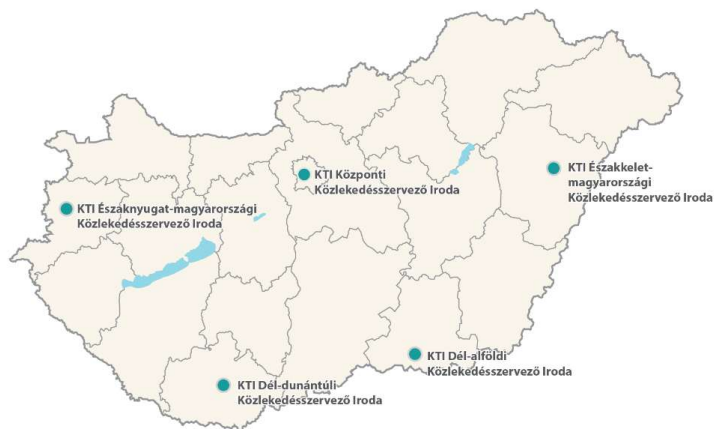 KTI Központi
Közlekedésszervező Iroda
KTI Északkelet-
magyarországi
Közlekedésszervező Iroda
KTI Északnyugat-magyarországi
Közlekedésszervező Iroda
KTI Dél-alföldi
Közlekedésszervező Iroda
KTI Dél-dunántúli
Közlekedésszervező Iroda